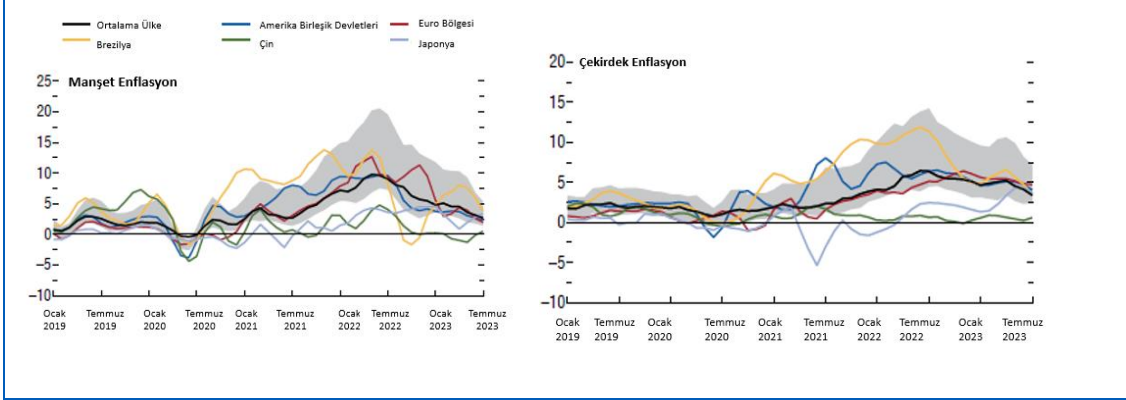 Ortalama Ülke Amerika Birleşik Devletleri Euro Bölgesi
Brezilya Çin Japonya
Manşet Enflasyon
25
20
15
10
5
0
−5
−10
Ocak Temmuz Ocak Temmuz Ocak Temmuz Ocak Temmuz Ocak Temmuz
2019 2019 2020 2020 2021 2021 2022 2022 2023 2023
Çekirdek Enflasyon
20
15
10
5
0
−5
−10
Ocak Temmuz Ocak Temmuz Ocak Temmuz Ocak Temmuz Ocak Temmuz
2019 2019 2020 2020 2021 2021 2022 2022 2023 2023